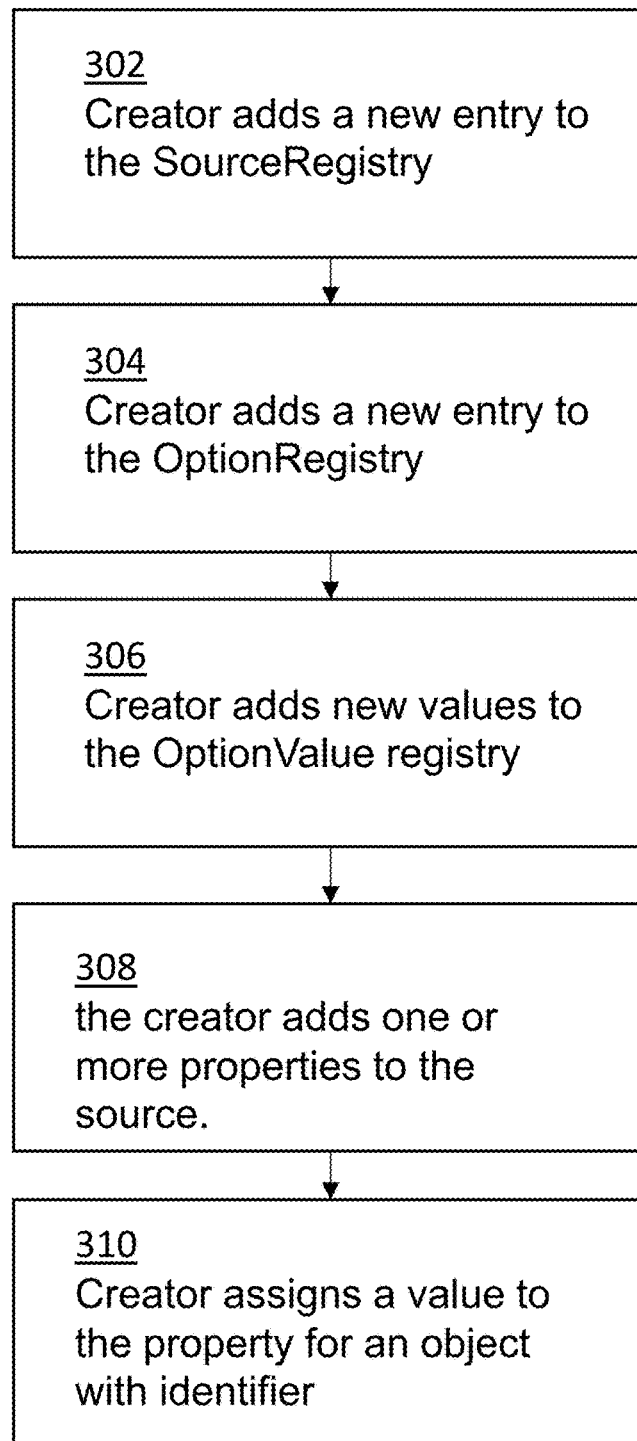 302
Creator adds a new entry to
the SourceRegistry
304
Creator adds a new entry to
the OptionRegistry
306
Creator adds new values to
the OptionValue registry
308
the creator adds one or
more properties to the
source.
310
Creator assigns a value to
the property for an object
with identifier